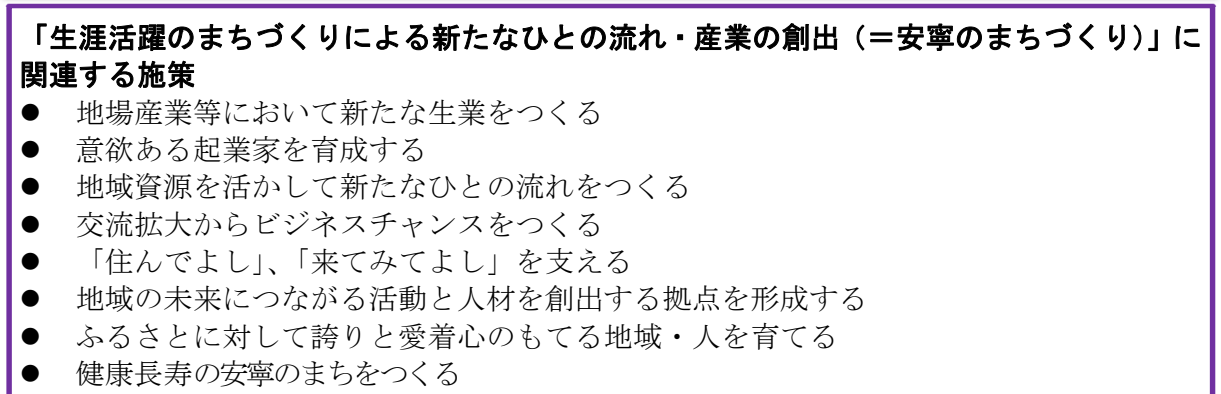 「生涯活躍のまちづくりによる新たなひとの流れ・産業の創出（＝安寧のまちづくり）」に
関連する施策
● 地場産業等において新たな生業をつくる
● 意欲ある起業家を育成する
● 地域資源を活かして新たなひとの流れをつくる
● 交流拡大からビジネスチャンスをつくる
● 「住んでよし」、「来てみてよし」を支える
● 地域の未来につながる活動と人材を創出する拠点を形成する
● ふるさとに対して誇りと愛着心のもてる地域・人を育てる
● 健康長寿の安寧のまちをつくる